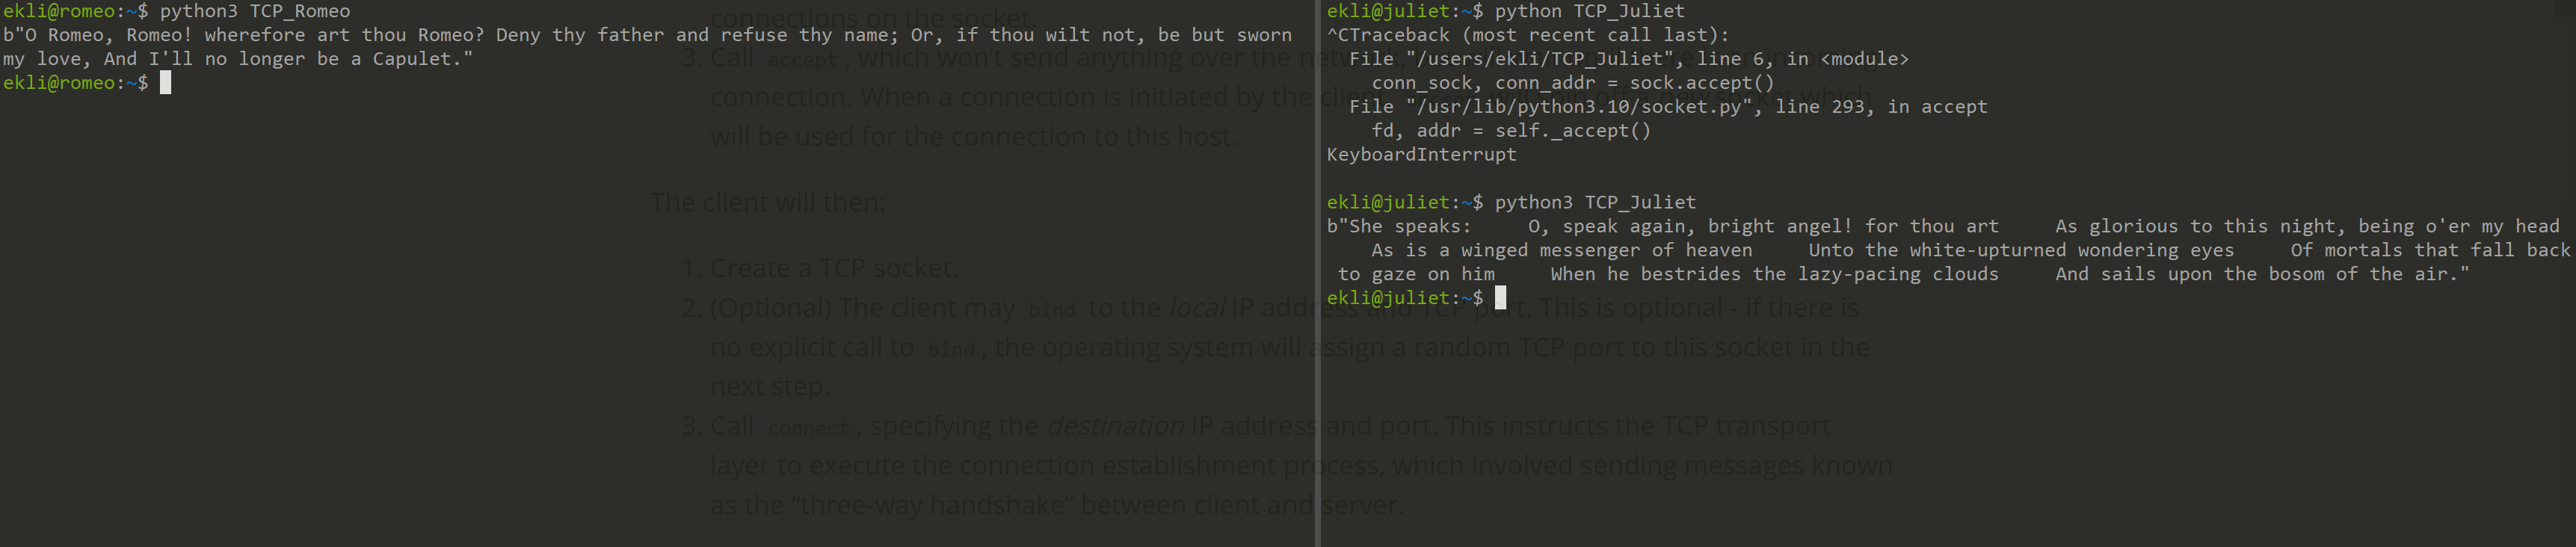 ekli@romeo:~$ python3 TCP_Romeo
b"O Romeo, Romeo! wherefore art thou Romeo? Deny thy father and refuse thy name; Or, if thou wilt not, be but sworn
my love, And I'll no longer be a Capulet."
ekli@romeo:~$
connections on the socket.
3. Call accept, which won't send anything over the
connection. When a connection is initiated by the client
will be used for the connection to this host.
The client will then:
1. Create a TCP socket.
2. (Optional) The client may bind to the local IP address and TCP port. This is optional - if there is
no explicit call to bind, the operating system will assign a random TCP port to this socket in the
next step.
3. Call connect, specifying the destination IP address and port. This instructs the TCP transport
layer to execute the connection establishment process, which involved sending messages known
as the “three-way handshake” between client and server.
ekli@juliet:~$ python TCP_Juliet
^CTraceback (most recent call last):
  File "/users/ekli/TCP_Juliet", line 6, in <module>
    conn_sock, conn_addr = sock.accept()
  File "/usr/lib/python3.10/socket.py", line 293, in accept
    fd, addr = self._accept()
KeyboardInterrupt
ekli@juliet:~$ python3 TCP_Juliet
b"She speaks:     O, speak again, bright angel! for thou art     As glorious to this night, being o'er my head
    As is a winged messenger of heaven     Unto the white-upturned wondering eyes     Of mortals that fall back
 to gaze on him     When he bestrides the lazy-pacing clouds     And sails upon the bosom of the air."
ekli@juliet:~$